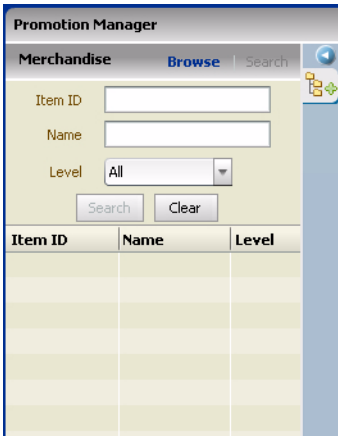 Promotion Manager
Merchandise Browse Search
Item ID
Name
Level All
Search Clear
Item ID Name Level